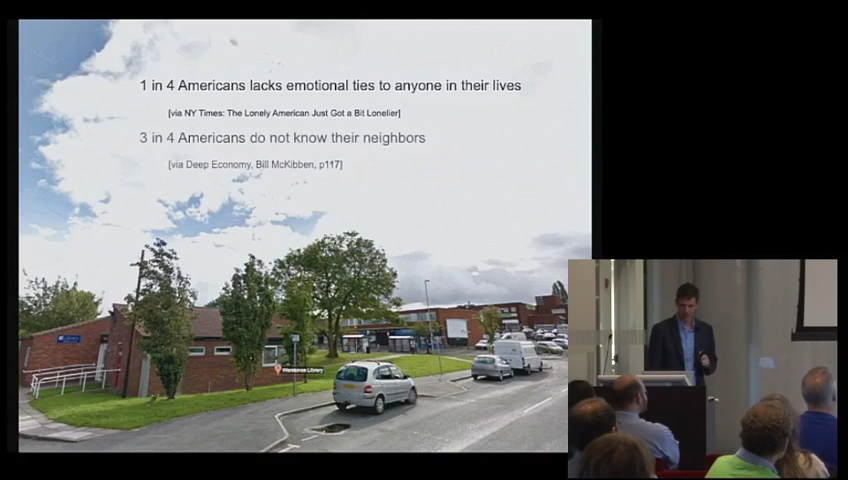 1 in 4 Americans lacks emotional ties to anyone in their lives
[via NY Times: The Lonely American Just Got a Bit Lonelier]
3 in 4 Americans do not know their neighbors
[via Deep Economy, Bill McKibben, p117]
Library